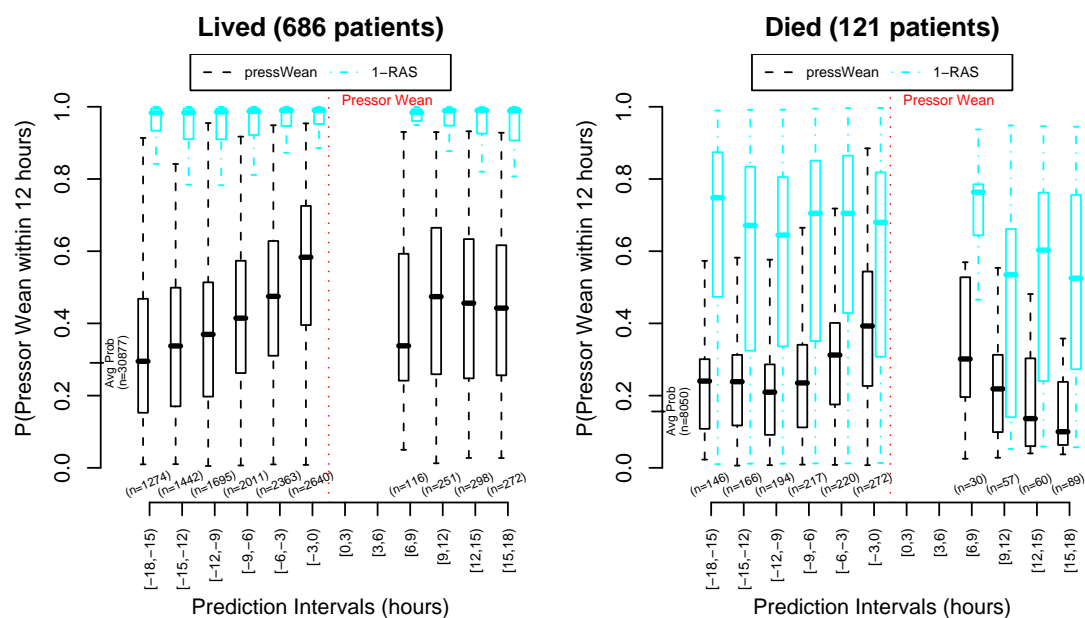 Lived (686 patients)
pressWean 1−RAS
Pressor Wean
P(Pressor Wean within 12 hours)
1.0
0.8
0.6
0.4
0.2
0.0
Avg Prob
(n=30877)
(n=1274)
(n=1442)
(n=1695)
(n=2011)
(n=2363)
(n=2640)
(n=116)
(n=251)
(n=298)
(n=272)
[−18,−15)
[−15,−12)
[−12,−9)
[−9,−6)
[−6,−3)
[−3,0)
[0,3)
[3,6)
[6,9)
[9,12)
[12,15)
[15,18)
Prediction Intervals (hours)
Died (121 patients)
pressWean 1−RAS
Pressor Wean
P(Pressor Wean within 12 hours)
1.0
0.8
0.6
0.4
0.2
0.0
Avg Prob
(n=8050)
(n=146)
(n=166)
(n=194)
(n=217)
(n=220)
(n=272)
(n=30)
(n=57)
(n=60)
(n=89)
[−18,−15)
[−15,−12)
[−12,−9)
[−9,−6)
[−6,−3)
[−3,0)
[0,3)
[3,6)
[6,9)
[9,12)
[12,15)
[15,18)
Prediction Intervals (hours)